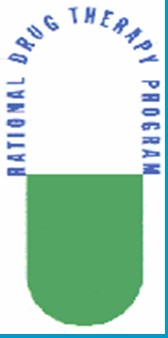 RATIONAL DRUG THERAPY PROGRAM